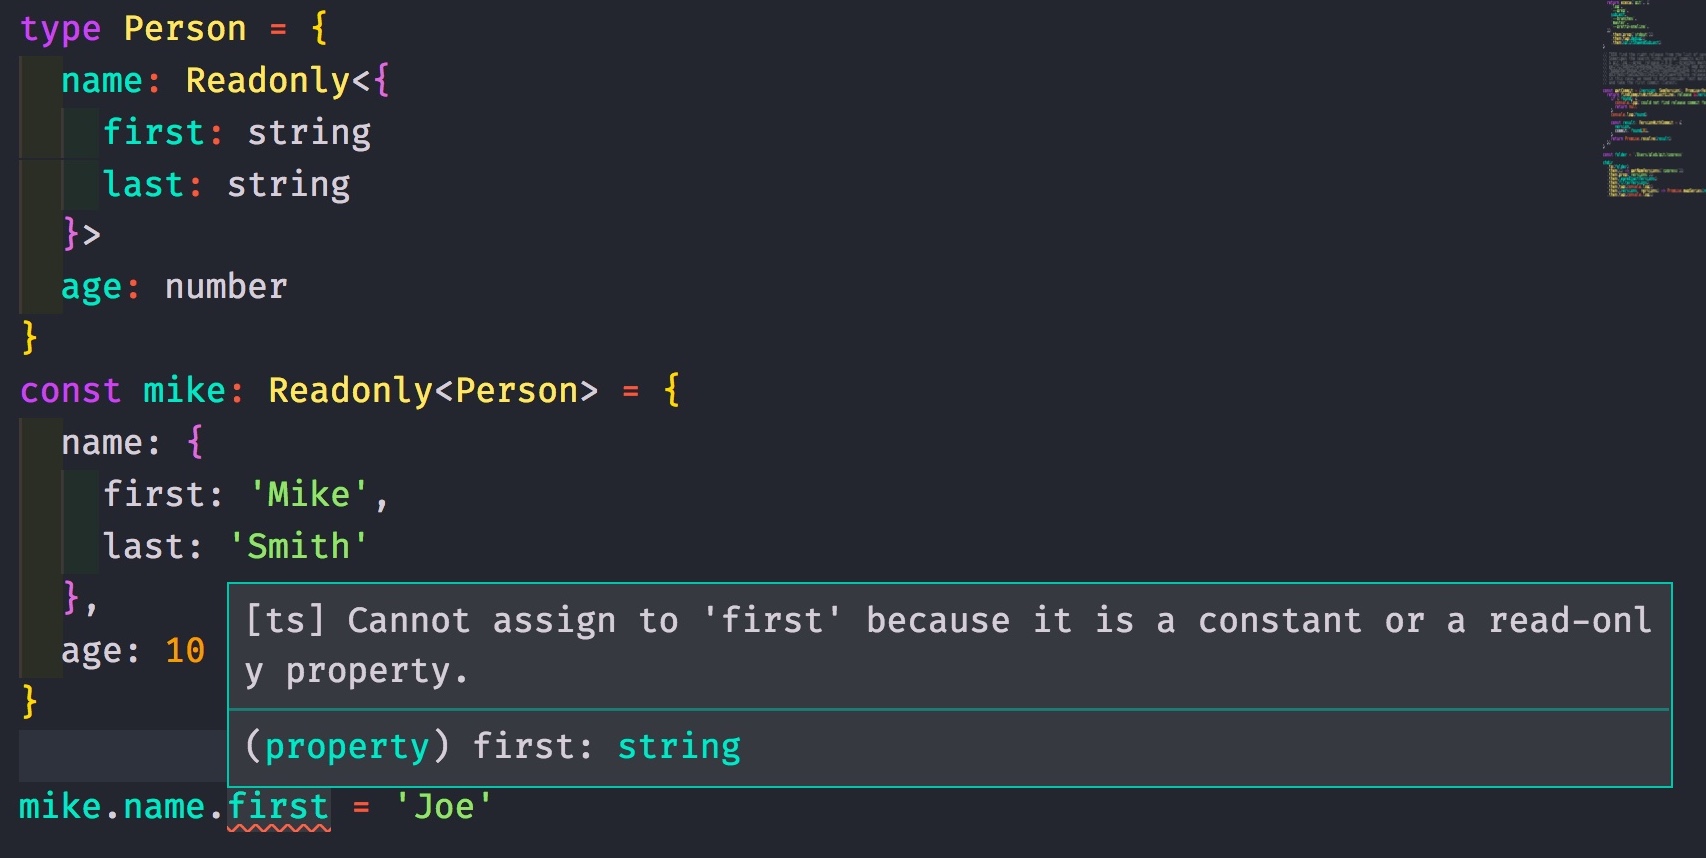 type Person = {
  name: Readonly<{
    first: string
    last: string
  }>
  age: number
}
const mike: Readonly<Person> = {
  name: {
    first: 'Mike',
    last: 'Smith'
  },
  age: 10
}
[ts] Cannot assign to 'first' because it is a constant or a read-onl
y property.
(property) first: string
mike.name.first = 'Joe'